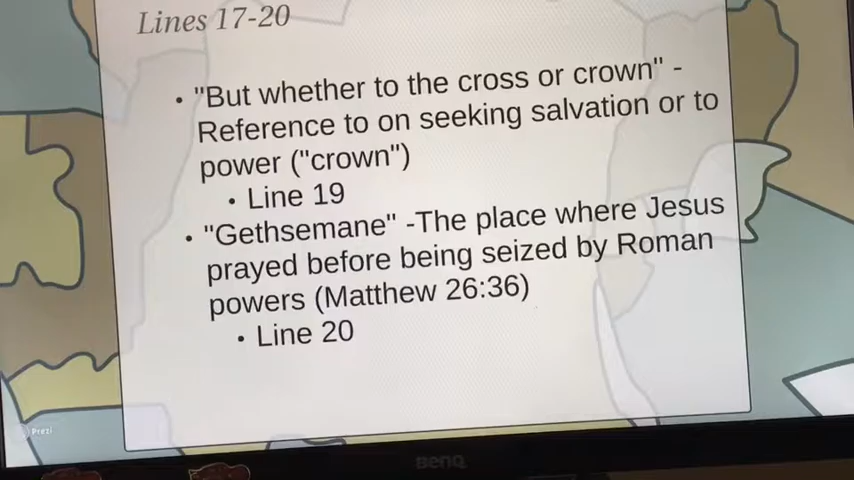 Lines 17-20
• "But whether to the cross or crown" -
Reference to on seeking salvation or to
power ("crown")
• Line 19
• "Gethsemane" -The place where Jesus
prayed before being seized by Roman
powers (Matthew 26:36)
• Line 20
Prezi
BenQ